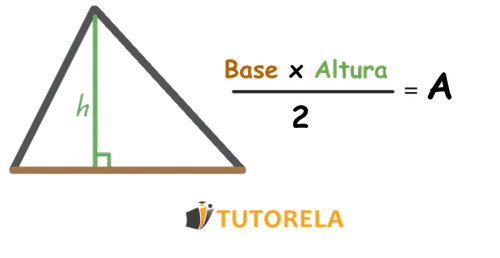 h
Base x Altura
2
= A
TUTORELA